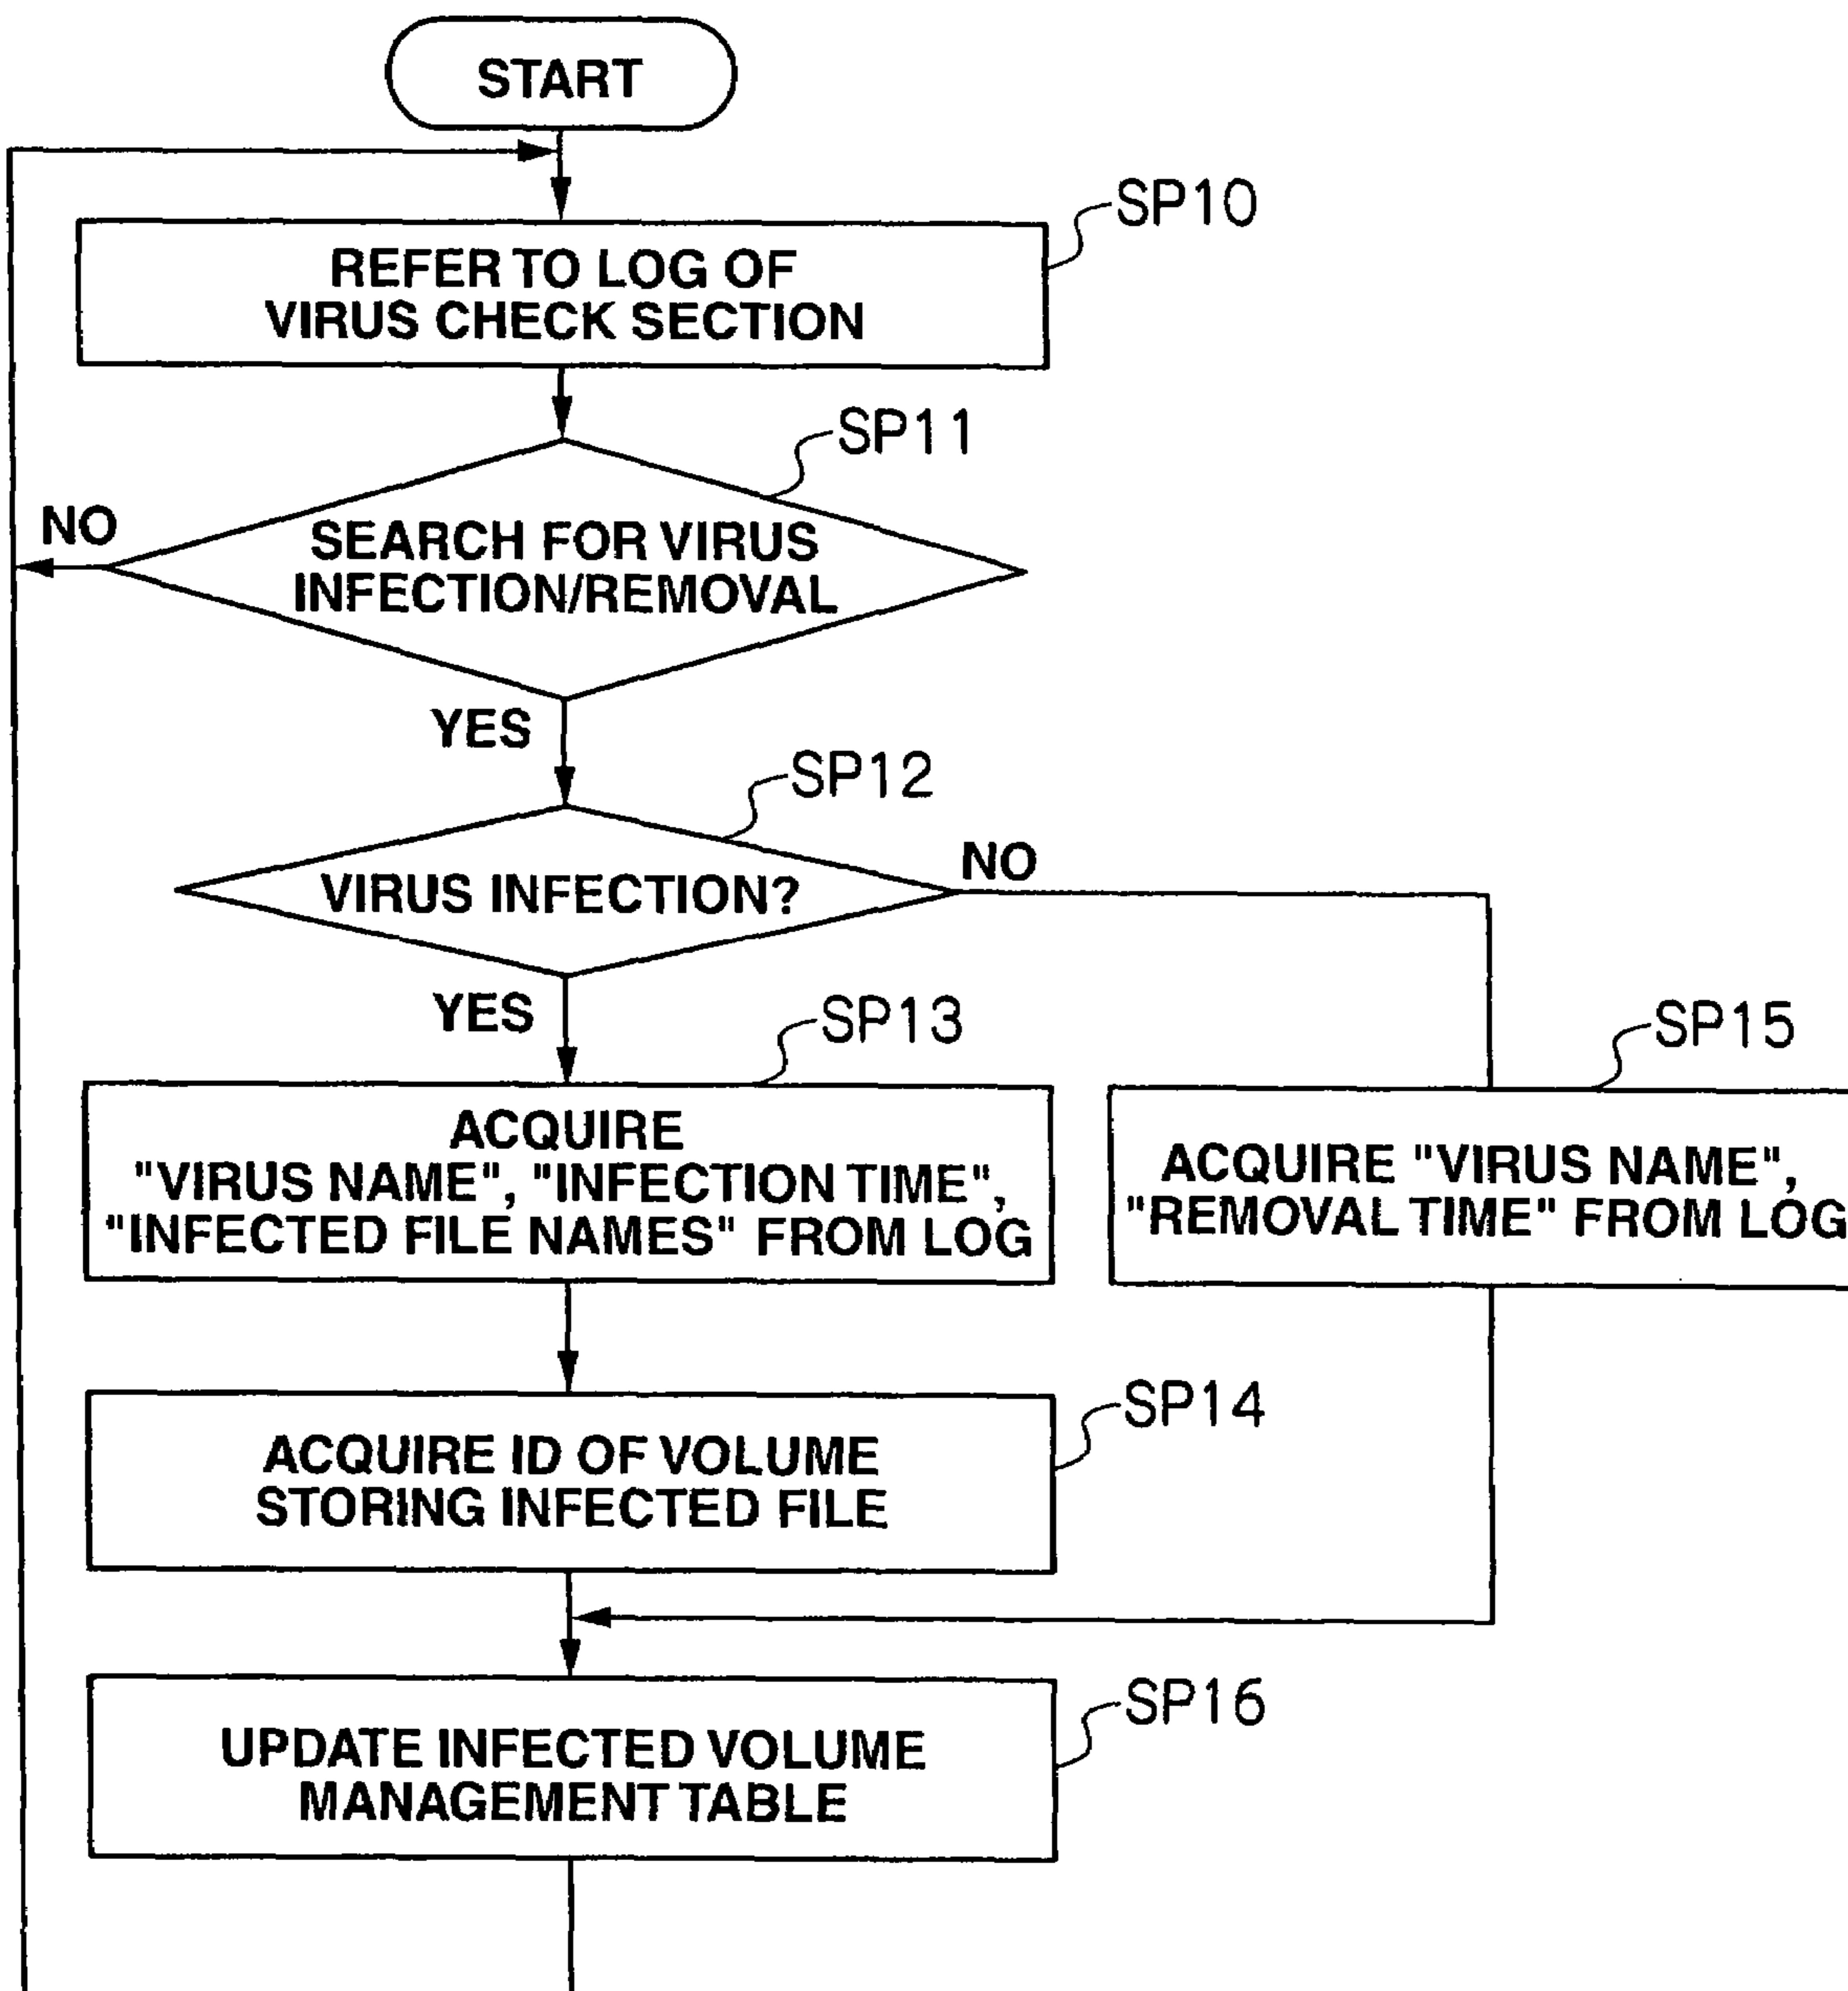 START
SP10
REFER TO LOG OF
VIRUS CHECK SECTION
SP11
NO
SEARCH FOR VIRUS
INFECTION/REMOVAL
YES
SP12
NO
VIRUS INFECTION?
YES
SP13
SP15
ACQUIRE
"VIRUS NAME", "INFECTION TIME",
"INFECTED FILE NAMES" FROM LOG
ACQUIRE "VIRUS NAME",
"REMOVAL TIME" FROM LOG
SP14
ACQUIRE ID OF VOLUME
STORING INFECTED FILE
SP16
UPDATE INFECTED VOLUME
MANAGEMENT TABLE